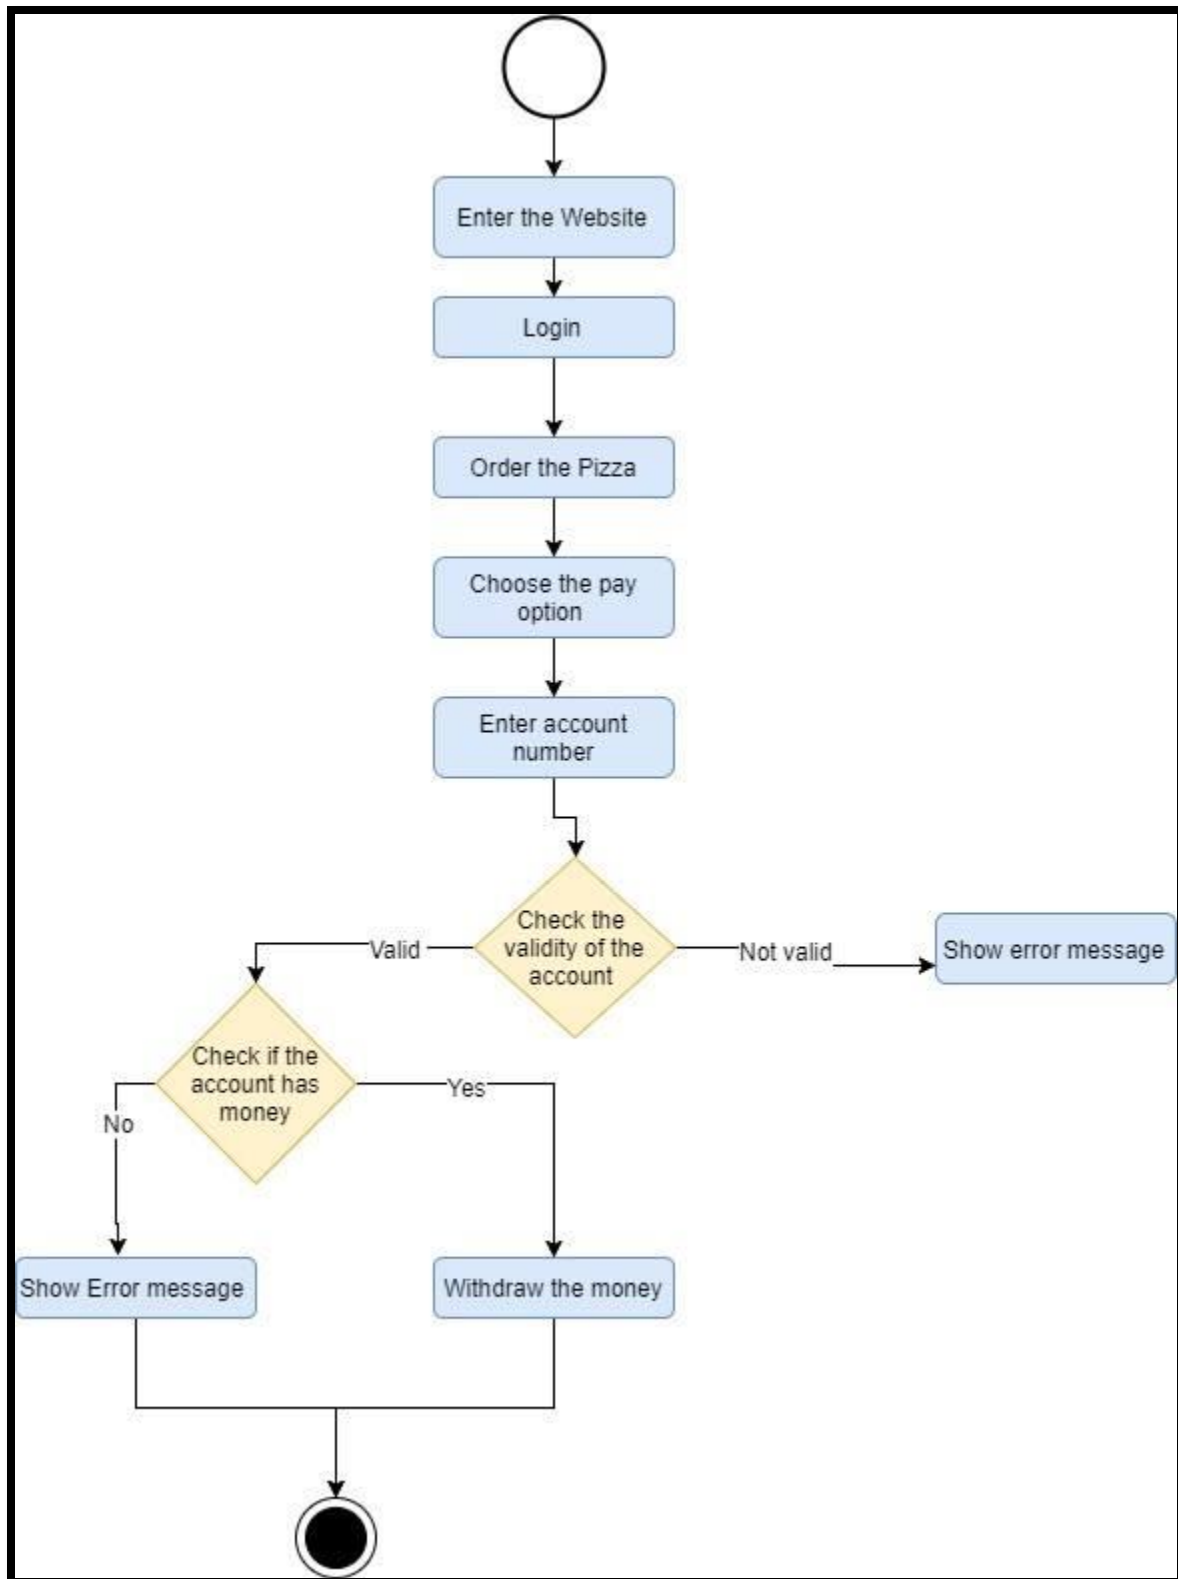 Enter the Website
Login
Order the Pizza
Choose the pay
option
Enter account
number
Check the
validity of the
account
Valid
Not valid
Show error message
Check if the
account has
money
Yes
No
Show Error message
Withdraw the money